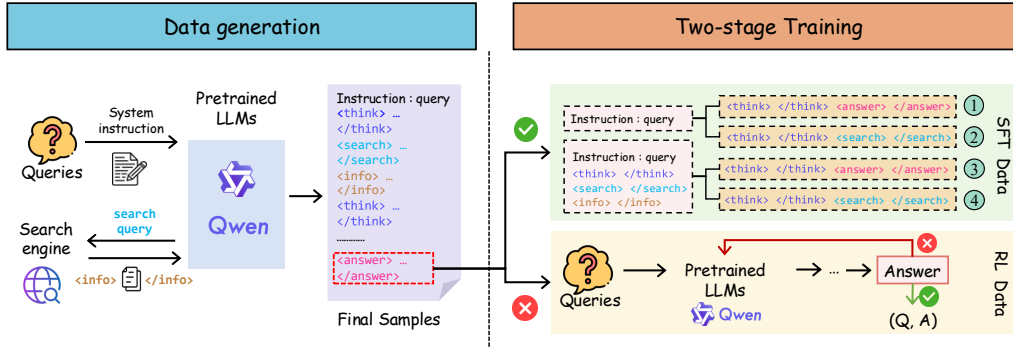 Data generation
Two-stage Training
Queries
System
instruction
Pretrained
LLMs
Qwen
Search
engine
search
query
<info> </info>
Instruction : query
<think> …
</think>
<search> …
</search>
<info> …
</info>
<think> …
</think>
…………
<answer> …
</answer>
Final Samples
Instruction : query
<think> </think> <answer> </answer> 1
<think> </think> <search> </search> 2
Instruction : query
<think> </think>
<search> </search>
<info> </info>
<think> </think> <answer> </answer> 3
<think> </think> <search> </search> 4
SFT Data
Queries
Pretrained
LLMs
Qwen
…
Answer
(Q, A)
RL Data